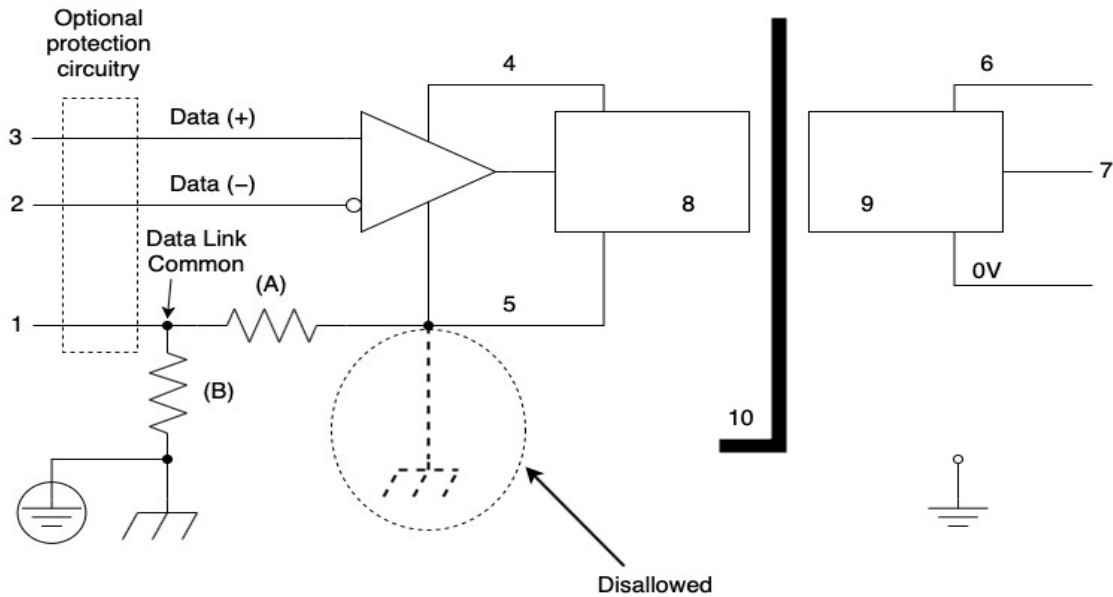 Optional
protection
circuitry
4
6
3
Data (+)
7
2
Data (−)
8
9
Data Link
Common
(A)
5
0V
1
(B)
10
Disallowed